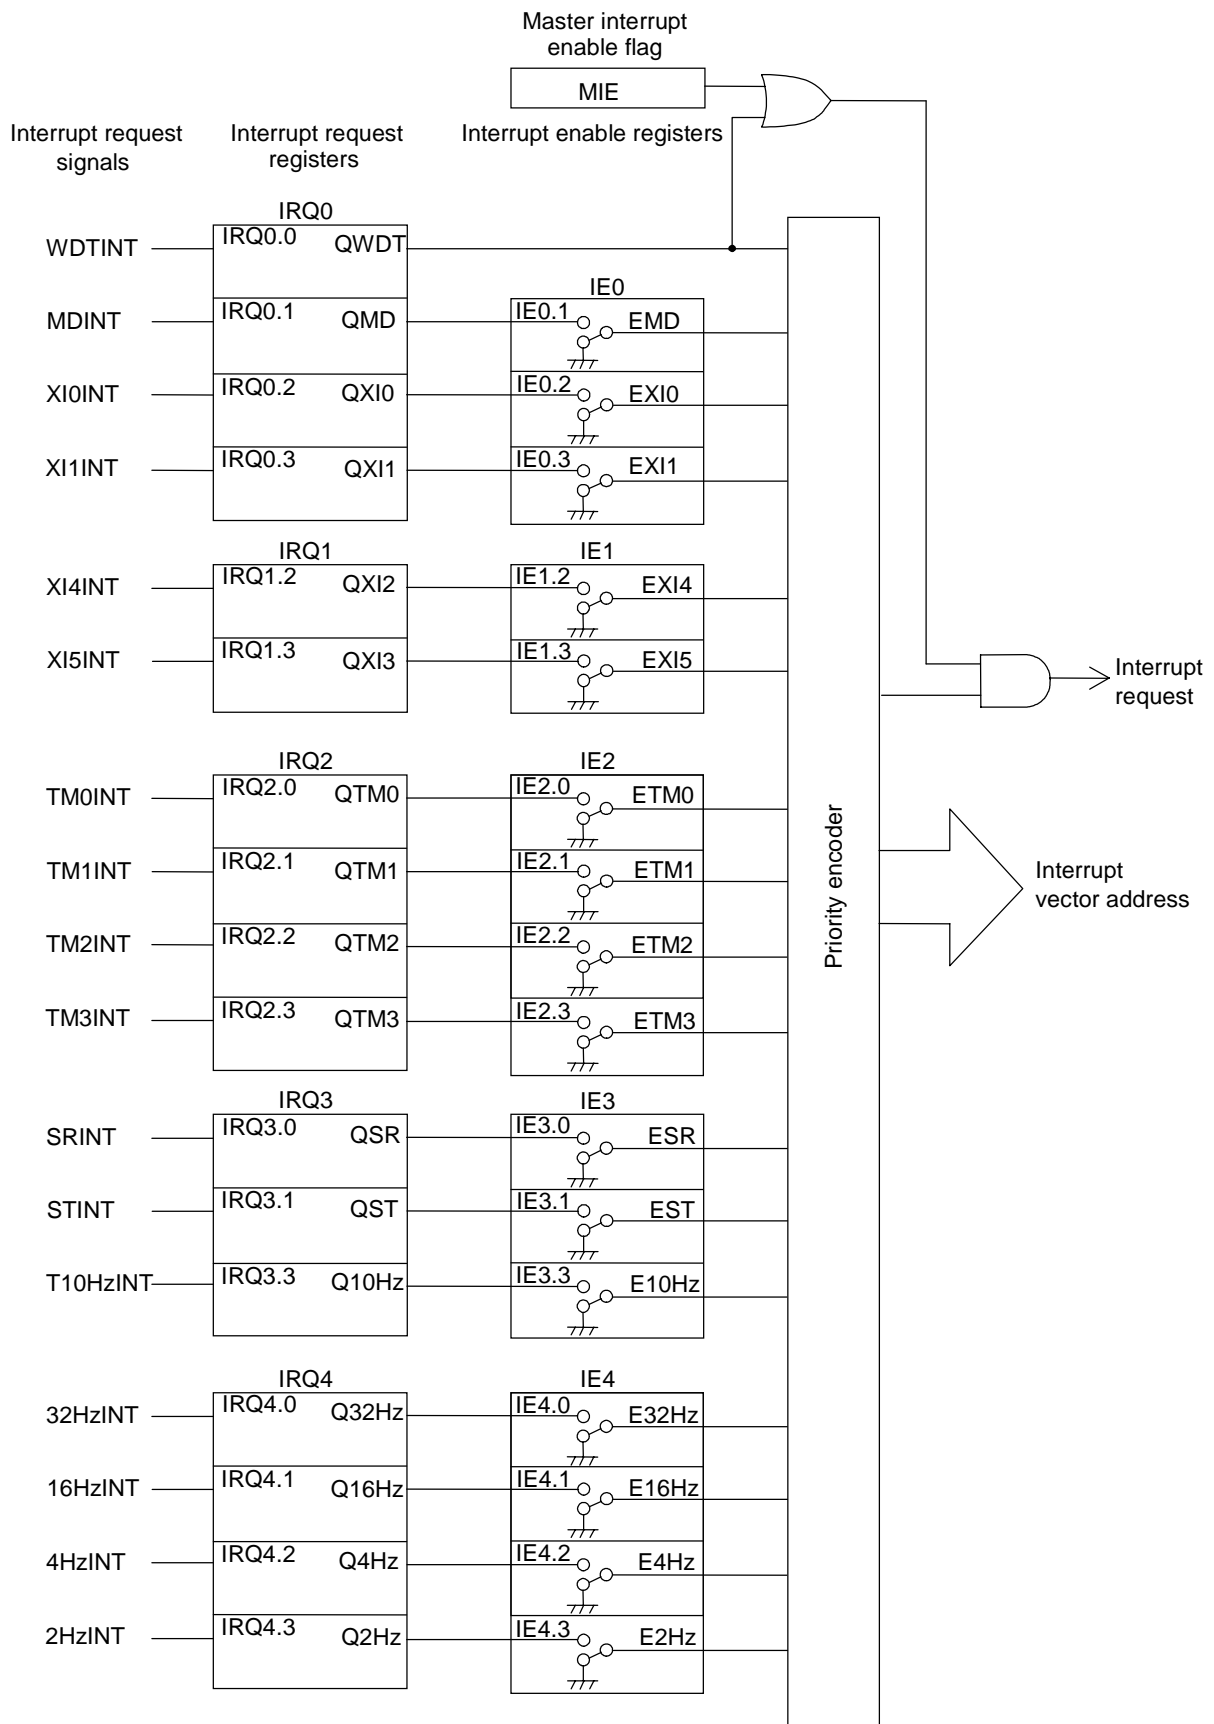 Master interrupt
enable flag
MIE
Interrupt request
signals
Interrupt request
registers
Interrupt enable registers
IRQ0
WDTINT
IRQ0.0
QWDT
IE0
MDINT
IRQ0.1
QMD
IE0.1
EMD
XI0INT
IRQ0.2
QXI0
IE0.2
EXI0
XI1INT
IRQ0.3
QXI1
IE0.3
EXI1
IRQ1
IE1
XI4INT
IRQ1.2
QXI2
IE1.2
EXI4
XI5INT
IRQ1.3
QXI3
IE1.3
EXI5
Interrupt
request
IRQ2
IE2
TM0INT
IRQ2.0
QTM0
IE2.0
ETM0
TM1INT
IRQ2.1
QTM1
IE2.1
ETM1
Priority encoder
Interrupt
vector address
TM2INT
IRQ2.2
QTM2
IE2.2
ETM2
TM3INT
IRQ2.3
QTM3
IE2.3
ETM3
IRQ3
IE3
SRINT
IRQ3.0
QSR
IE3.0
ESR
STINT
IRQ3.1
QST
IE3.1
EST
T10HzINT
IRQ3.3
Q10Hz
IE3.3
E10Hz
IRQ4
IE4
32HzINT
IRQ4.0
Q32Hz
IE4.0
E32Hz
16HzINT
IRQ4.1
Q16Hz
IE4.1
E16Hz
4HzINT
IRQ4.2
Q4Hz
IE4.2
E4Hz
2HzINT
IRQ4.3
Q2Hz
IE4.3
E2Hz